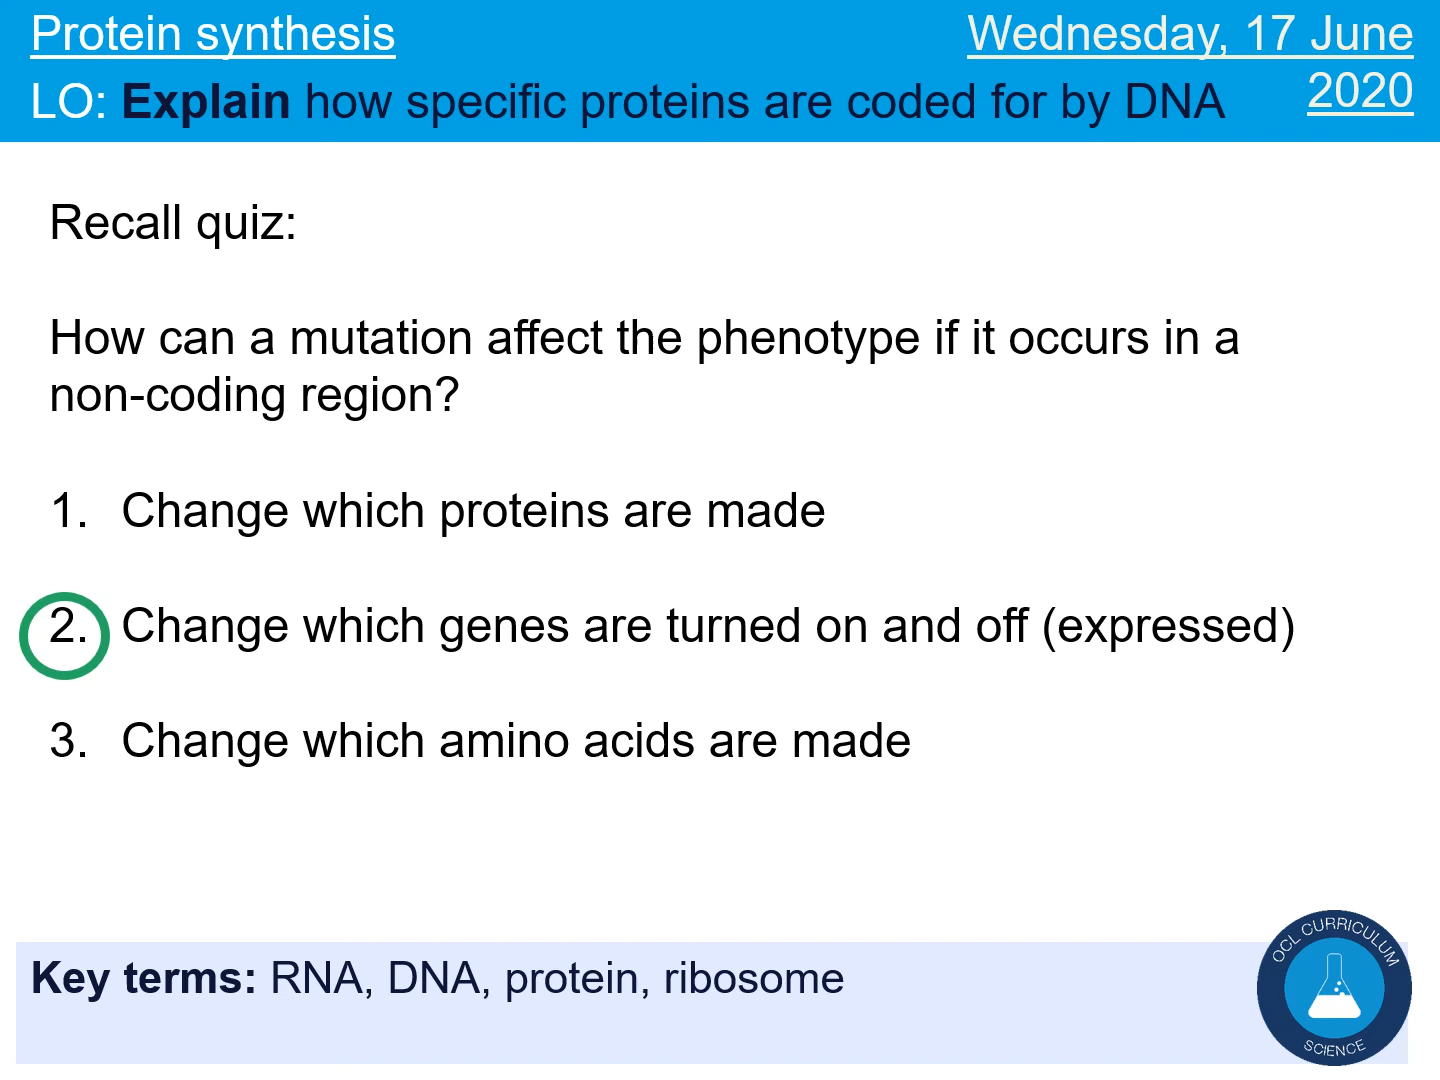 Protein synthesis
Wednesday, 17 June
2020
LO: Explain how specific proteins are coded for by DNA
Recall quiz:
How can a mutation affect the phenotype if it occurs in a
non-coding region?
1. Change which proteins are made
2. Change which genes are turned on and off (expressed)
3. Change which amino acids are made
Key terms: RNA, DNA, protein, ribosome
OCL CURRICULUM
SCIENCE